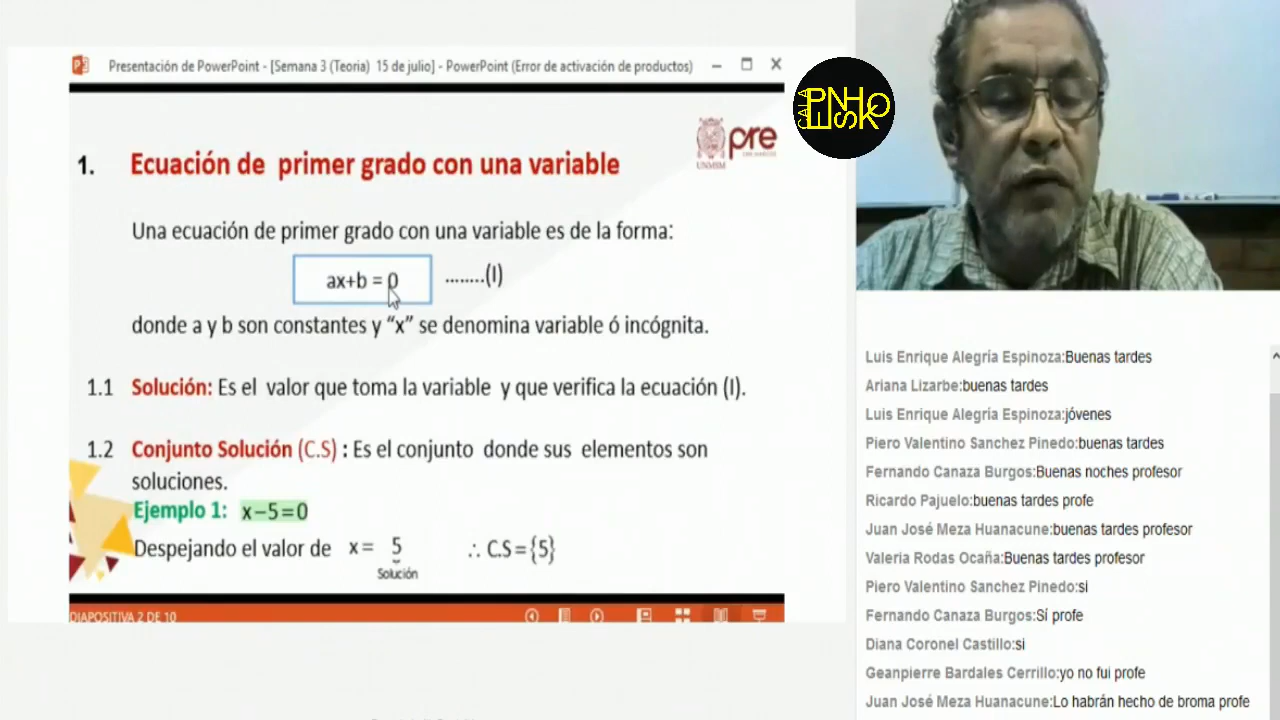 Presentación de PowerPoint - [Semana 3 (Teoria) 15 de julio] - PowerPoint (Error de activación de productos)
pre
UNMSM
1. Ecuación de primer grado con una variable
Una ecuación de primer grado con una variable es de la forma:
ax+b = 0 ........(I)
donde a y b son constantes y “x” se denomina variable ó incógnita.
1.1 Solución: Es el valor que toma la variable y que verifica la ecuación (I).
1.2 Conjunto Solución (C.S) : Es el conjunto donde sus elementos son
soluciones.
Ejemplo 1: x−5=0
Despejando el valor de x = 5 ∴ C.S = {5}
Solución
DIAPOSITIVA 2 DE 10
Luis Enrique Alegría Espinoza:Buenas tardes
Ariana Lizarbe:buenas tardes
Luis Enrique Alegría Espinoza:jóvenes
Piero Valentino Sanchez Pinedo:buenas tardes
Fernando Canaza Burgos:Buenas noches profesor
Ricardo Pajuelo:buenas tardes profe
Juan José Meza Huanacune:buenas tardes profesor
Valeria Rodas Ocaña:Buenas tardes profesor
Piero Valentino Sanchez Pinedo:si
Fernando Canaza Burgos:Sí profe
Diana Coronel Castillo:si
Geanpierre Bardales Cerrillo:yo no fui profe
Juan José Meza Huanacune:Lo habrán hecho de broma profe